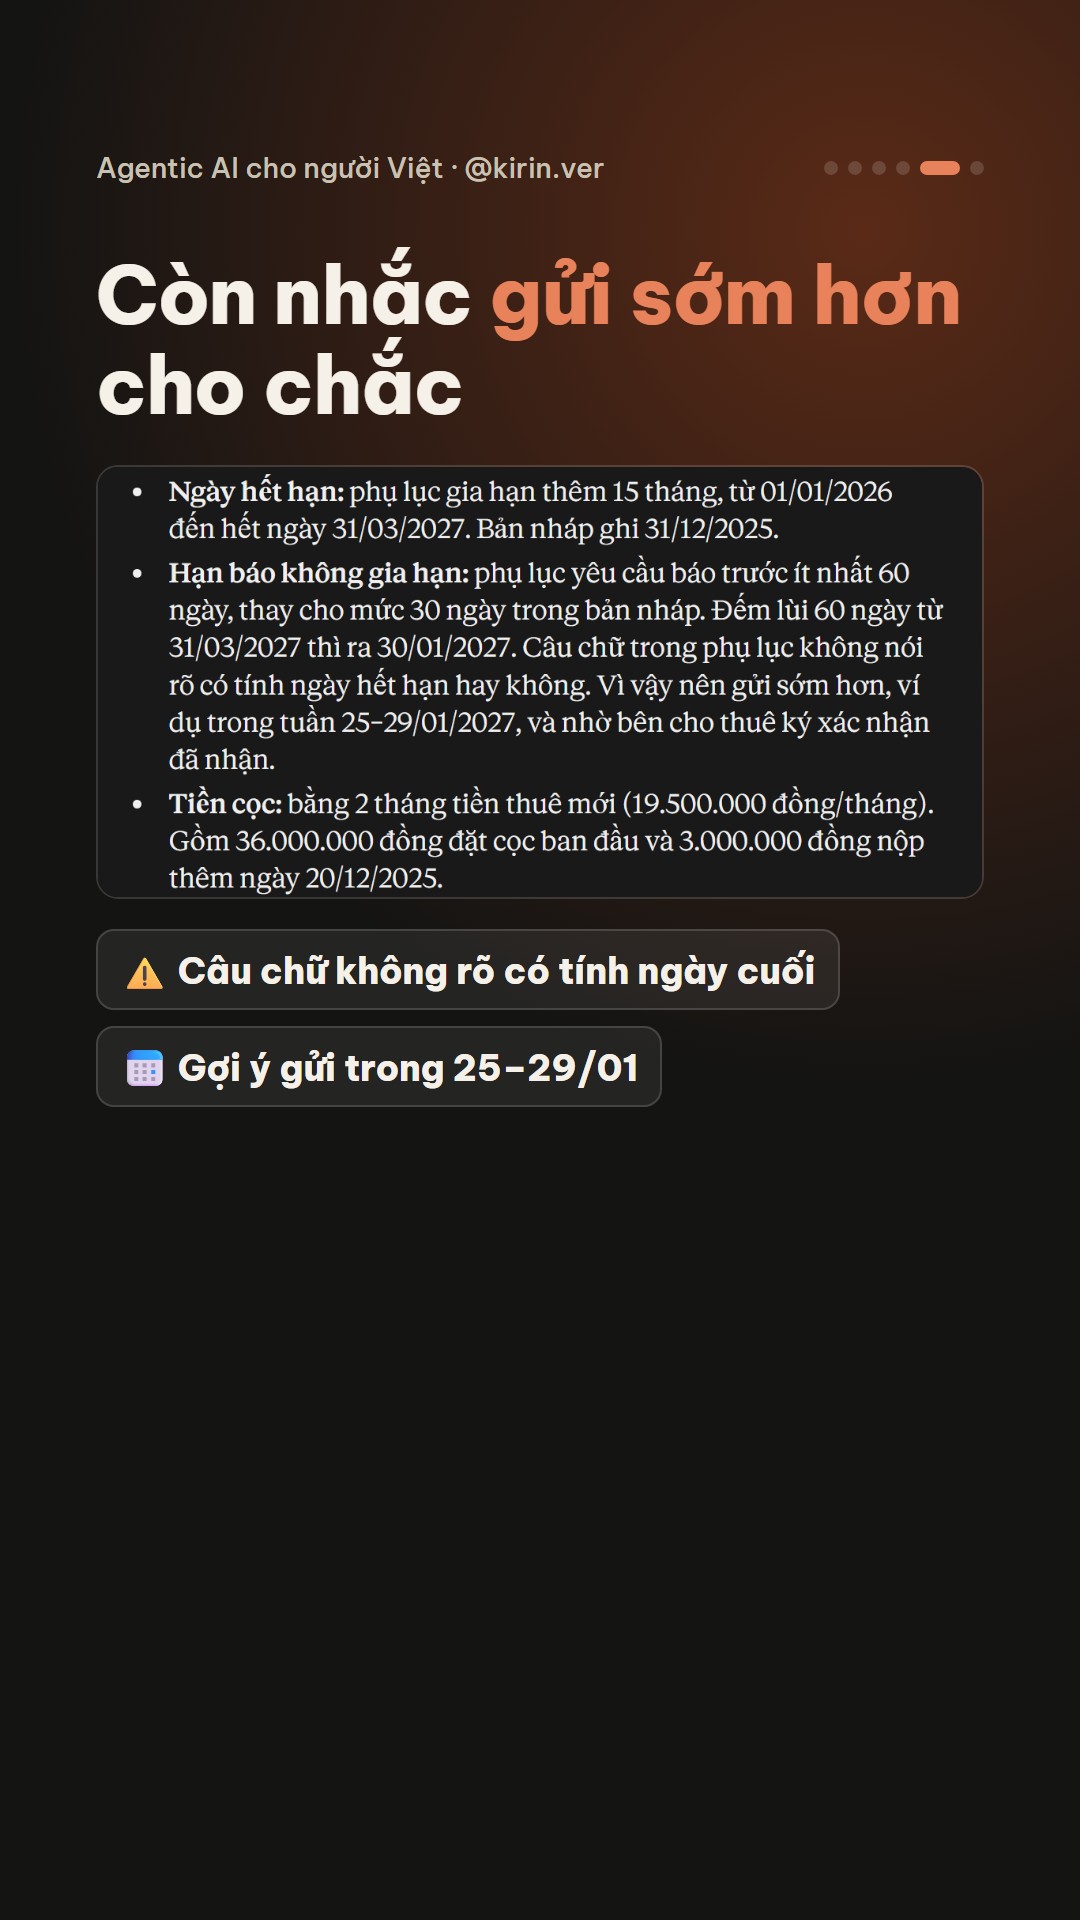 Agentic AI cho người Việt · @kirin.ver
Còn nhắc gửi sớm hơn
cho chắc
• Ngày hết hạn: phụ lục gia hạn thêm 15 tháng, từ 01/01/2026
đến hết ngày 31/03/2027. Bản nháp ghi 31/12/2025.
• Hạn báo không gia hạn: phụ lục yêu cầu báo trước ít nhất 60
ngày, thay cho mức 30 ngày trong bản nháp. Đếm lùi 60 ngày từ
31/03/2027 thì ra 30/01/2027. Câu chữ trong phụ lục không nói
rõ có tính ngày hết hạn hay không. Vì vậy nên gửi sớm hơn, ví
dụ trong tuần 25–29/01/2027, và nhờ bên cho thuê ký xác nhận
đã nhận.
• Tiền cọc: bằng 2 tháng tiền thuê mới (19.500.000 đồng/tháng).
Gồm 36.000.000 đồng đặt cọc ban đầu và 3.000.000 đồng nộp
thêm ngày 20/12/2025.
⚠️ Câu chữ không rõ có tính ngày cuối
Gợi ý gửi trong 25–29/01